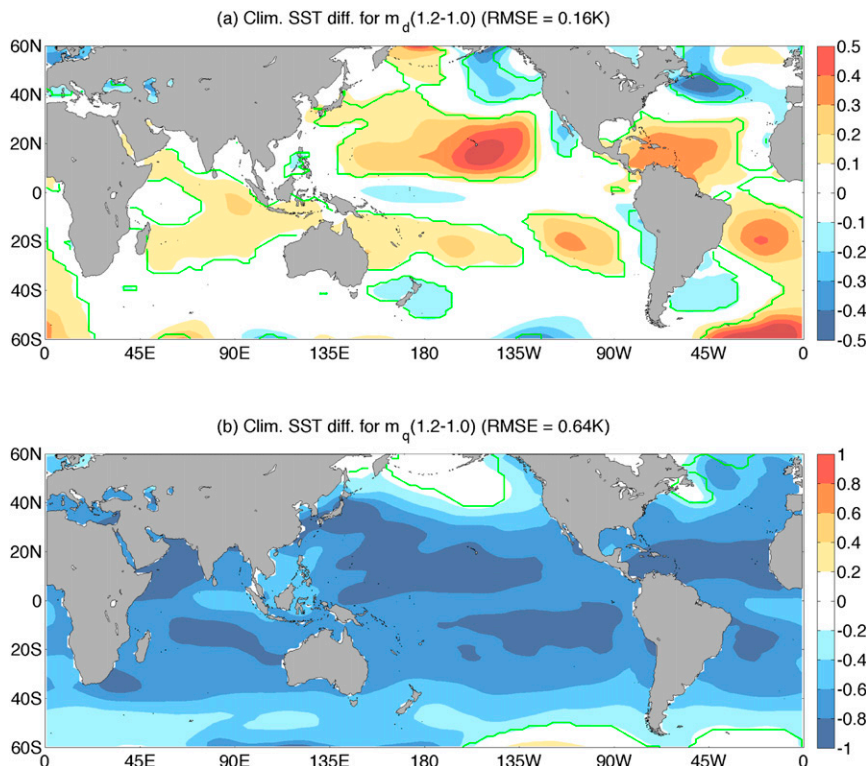 (a) Clim. SST diff. for m_d(1.2-1.0) (RMSE = 0.16K)
60N
40N
20N
0
20S
40S
60S
0 45E 90E 135E 180 135W 90W 45W 0
0.5
0.4
0.3
0.2
0.1
0
-0.1
-0.2
-0.3
-0.4
-0.5
(b) Clim. SST diff. for m_q(1.2-1.0) (RMSE = 0.64K)
60N
40N
20N
0
20S
40S
60S
0 45E 90E 135E 180 135W 90W 45W 0
1
0.8
0.6
0.4
0.2
0
-0.2
-0.4
-0.6
-0.8
-1